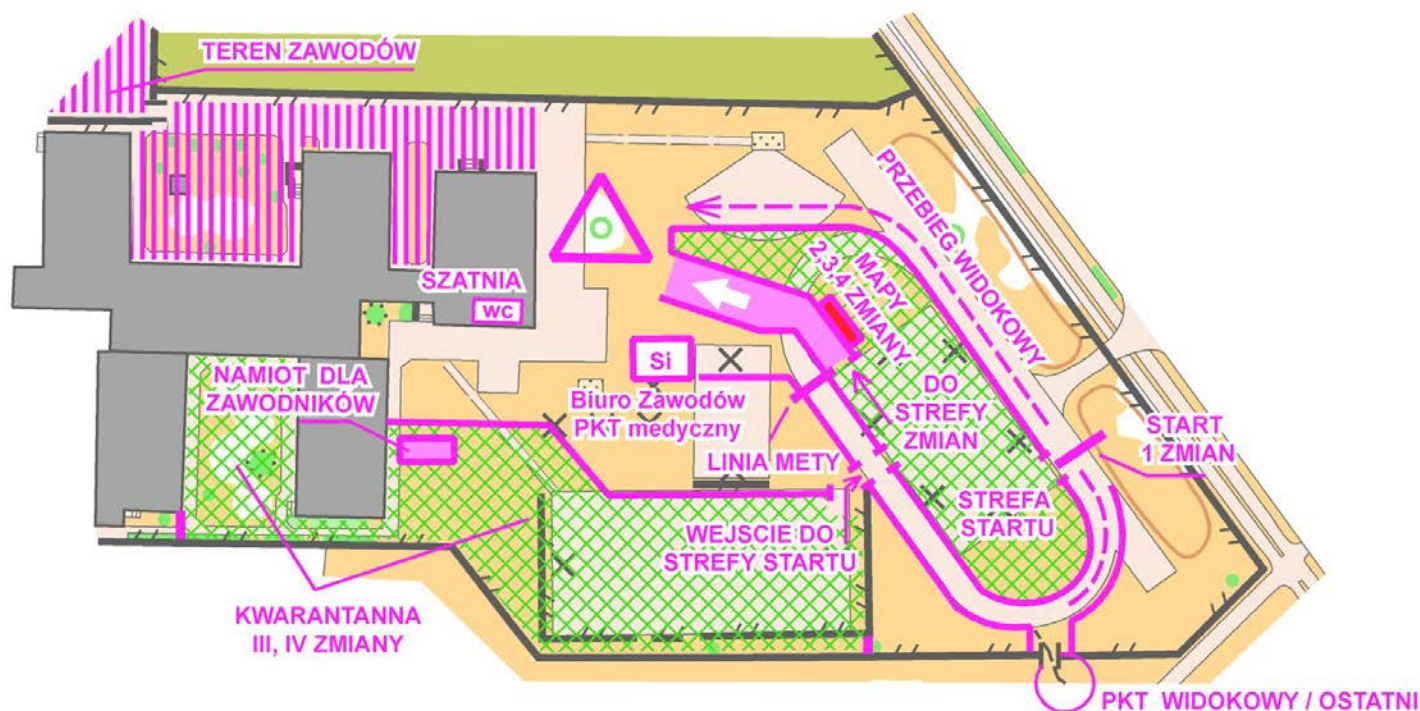 TEREN ZAWODÓW
PRZEBIEG WIDOKOWY
MAPY
2,3,4 ZMIANY
SZATNIA
wc
Si
Biuro Zawodów
PKT medyczny
NAMIOT DLA
ZAWODNIKÓW
DO
STREFY
ZMIAN
START
1 ZMIAN
LINIA METY
STREFA
STARTU
WEJSCIE DO
STREFY STARTU
KWARANTANNA
III, IV ZMIANY
PKT WIDOKOWY / OSTATNI